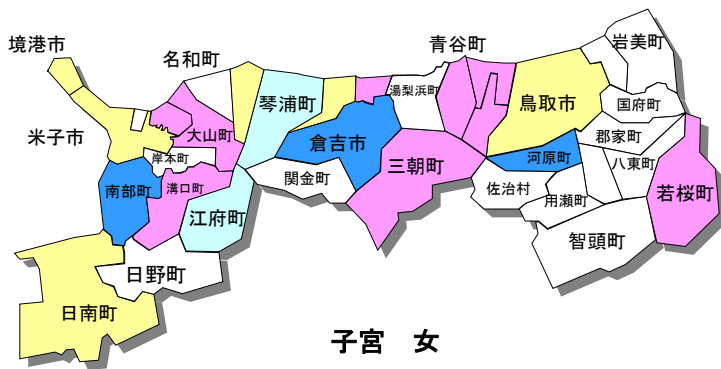 境港市
名和町
青谷町
岩美町
琴浦町
湯梨浜町
鳥取市
国府町
米子市
大山町
倉吉市
郡家町
岸本町
三朝町
河原町
八東町
南部町
溝口町
関金町
佐治村
用瀬町
若桜町
江府町
智頭町
日野町
日南町
子宮 女